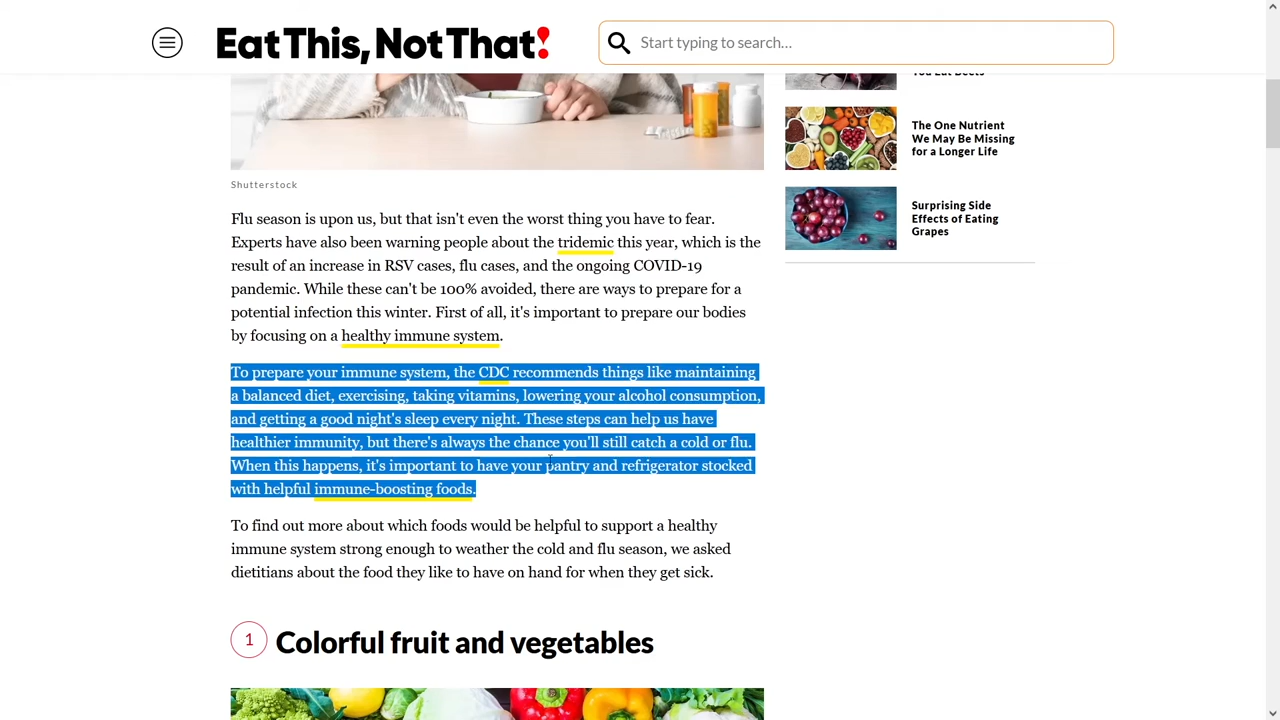 Eat This, Not That!
Start typing to search...
The One Nutrient
We May Be Missing
for a Longer Life
Surprising Side
Effects of Eating
Grapes
Shutterstock
Flu season is upon us, but that isn't even the worst thing you have to fear.
Experts have also been warning people about the tridemic this year, which is the
result of an increase in RSV cases, flu cases, and the ongoing COVID-19
pandemic. While these can't be 100% avoided, there are ways to prepare for a
potential infection this winter. First of all, it's important to prepare our bodies
by focusing on a healthy immune system.
To prepare your immune system, the CDC recommends things like maintaining
a balanced diet, exercising, taking vitamins, lowering your alcohol consumption,
and getting a good night's sleep every night. These steps can help us have
healthier immunity, but there's always the chance you'll still catch a cold or flu.
When this happens, it's important to have your pantry and refrigerator stocked
with helpful immune-boosting foods.
To find out more about which foods would be helpful to support a healthy
immune system strong enough to weather the cold and flu season, we asked
dietitians about the food they like to have on hand for when they get sick.
1 Colorful fruit and vegetables